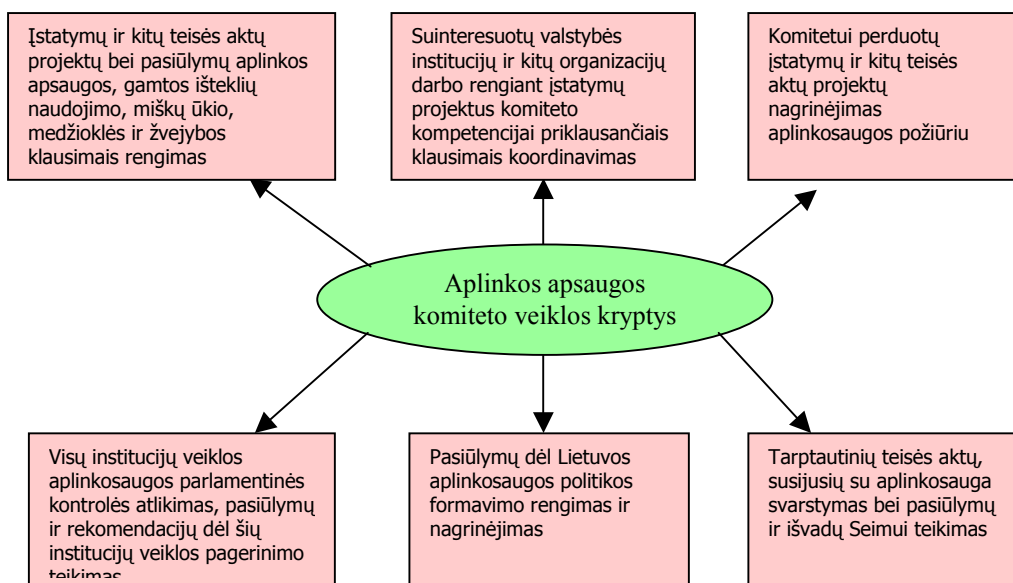 Įstatymų ir kitų teisės aktų
projektų bei pasiūlymų aplinkos
apsaugos, gamtos išteklių
naudojimo, miškų ūkio,
medžioklės ir žvejybos
klausimais rengimas
Suinteresuotų valstybės
institucijų ir kitų organizacijų
darbo rengiant įstatymų
projektus komiteto
kompetencijai priklausančiais
klausimais koordinavimas
Komitetui perduotų
įstatymų ir kitų teisės
aktų projektų
nagrinėjimas
aplinkosaugos požiūriu
Aplinkos apsaugos
komiteto veiklos kryptys
Visų institucijų veiklos
aplinkosaugos parlamentinės
kontrolės atlikimas, pasiūlymų
ir rekomendacijų dėl šių
institucijų veiklos pagerinimo
teikimas
Pasiūlymų dėl Lietuvos
aplinkosaugos politikos
formavimo rengimas ir
nagrinėjimas
Tarptautinių teisės aktų,
susijusių su aplinkosauga
svarstymas bei pasiūlymų
ir išvadų Seimui teikimas